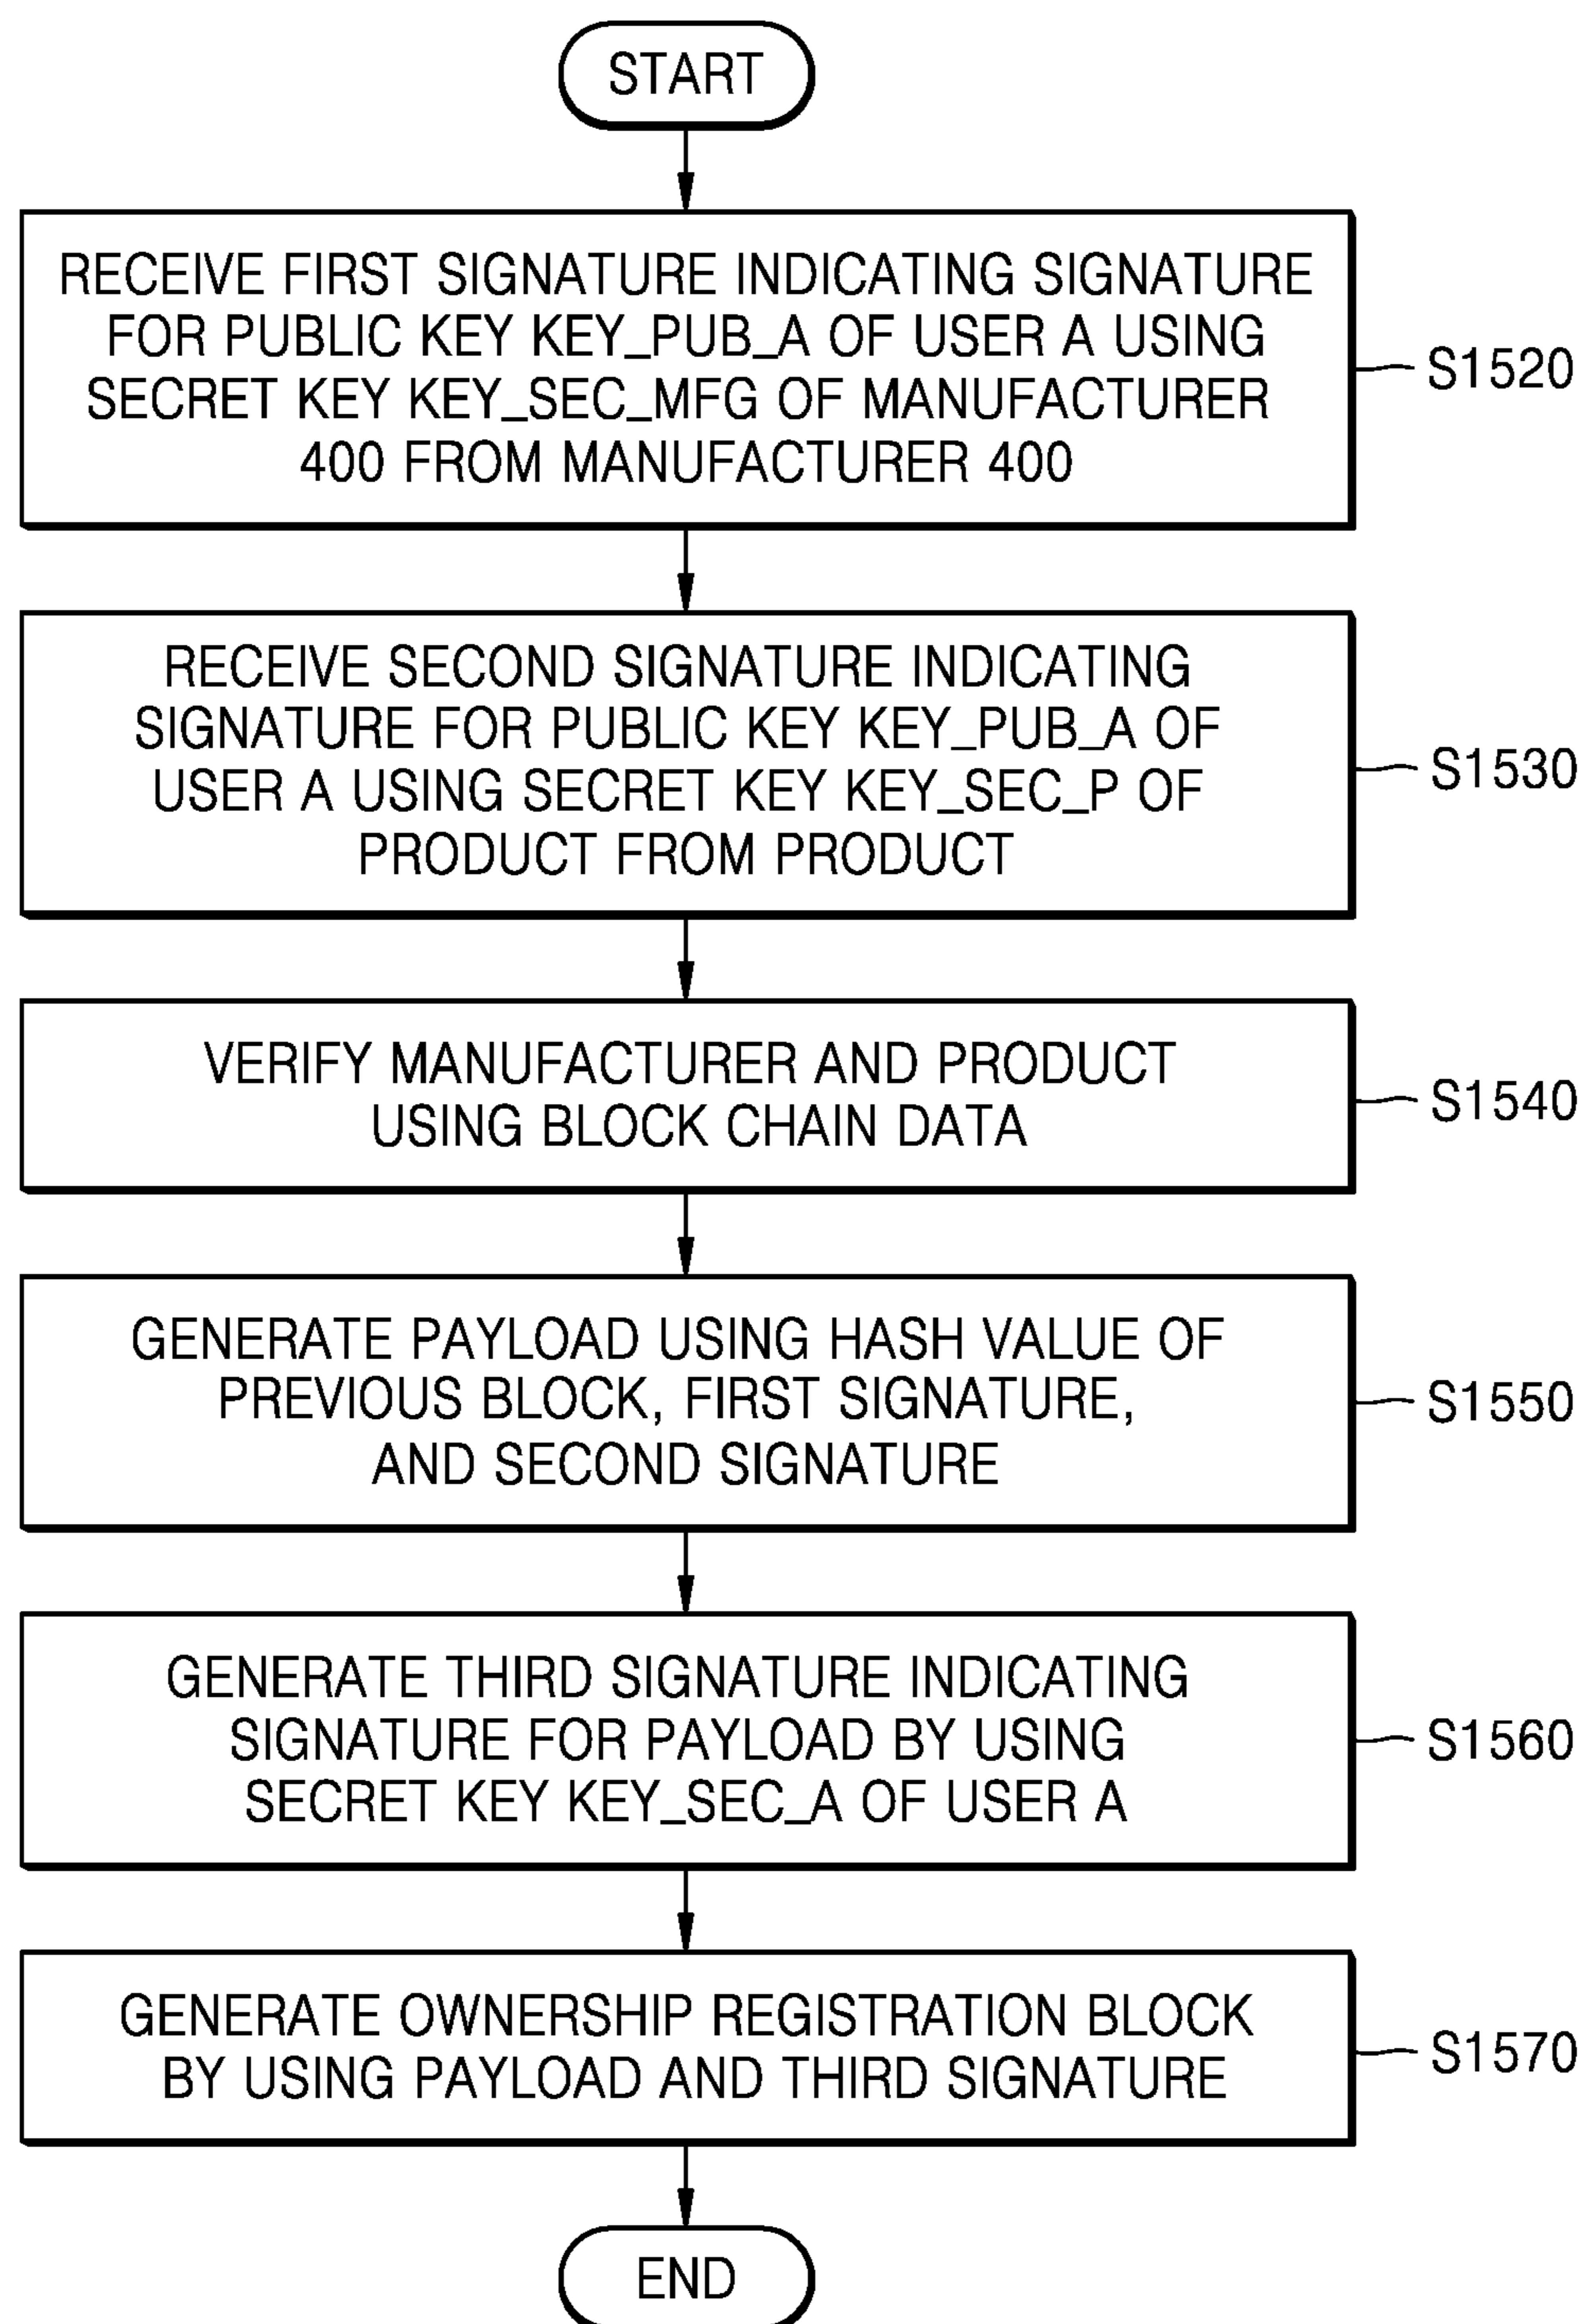 START
RECEIVE FIRST SIGNATURE INDICATING SIGNATURE
FOR PUBLIC KEY KEY_PUB_A OF USER A USING
SECRET KEY KEY_SEC_MFG OF MANUFACTURER
400 FROM MANUFACTURER 400
S1520
RECEIVE SECOND SIGNATURE INDICATING
SIGNATURE FOR PUBLIC KEY KEY_PUB_A OF
USER A USING SECRET KEY KEY_SEC_P OF
PRODUCT FROM PRODUCT
S1530
VERIFY MANUFACTURER AND PRODUCT
USING BLOCK CHAIN DATA
S1540
GENERATE PAYLOAD USING HASH VALUE OF
PREVIOUS BLOCK, FIRST SIGNATURE,
AND SECOND SIGNATURE
S1550
GENERATE THIRD SIGNATURE INDICATING
SIGNATURE FOR PAYLOAD BY USING
SECRET KEY KEY_SEC_A OF USER A
S1560
GENERATE OWNERSHIP REGISTRATION BLOCK
BY USING PAYLOAD AND THIRD SIGNATURE
S1570
END